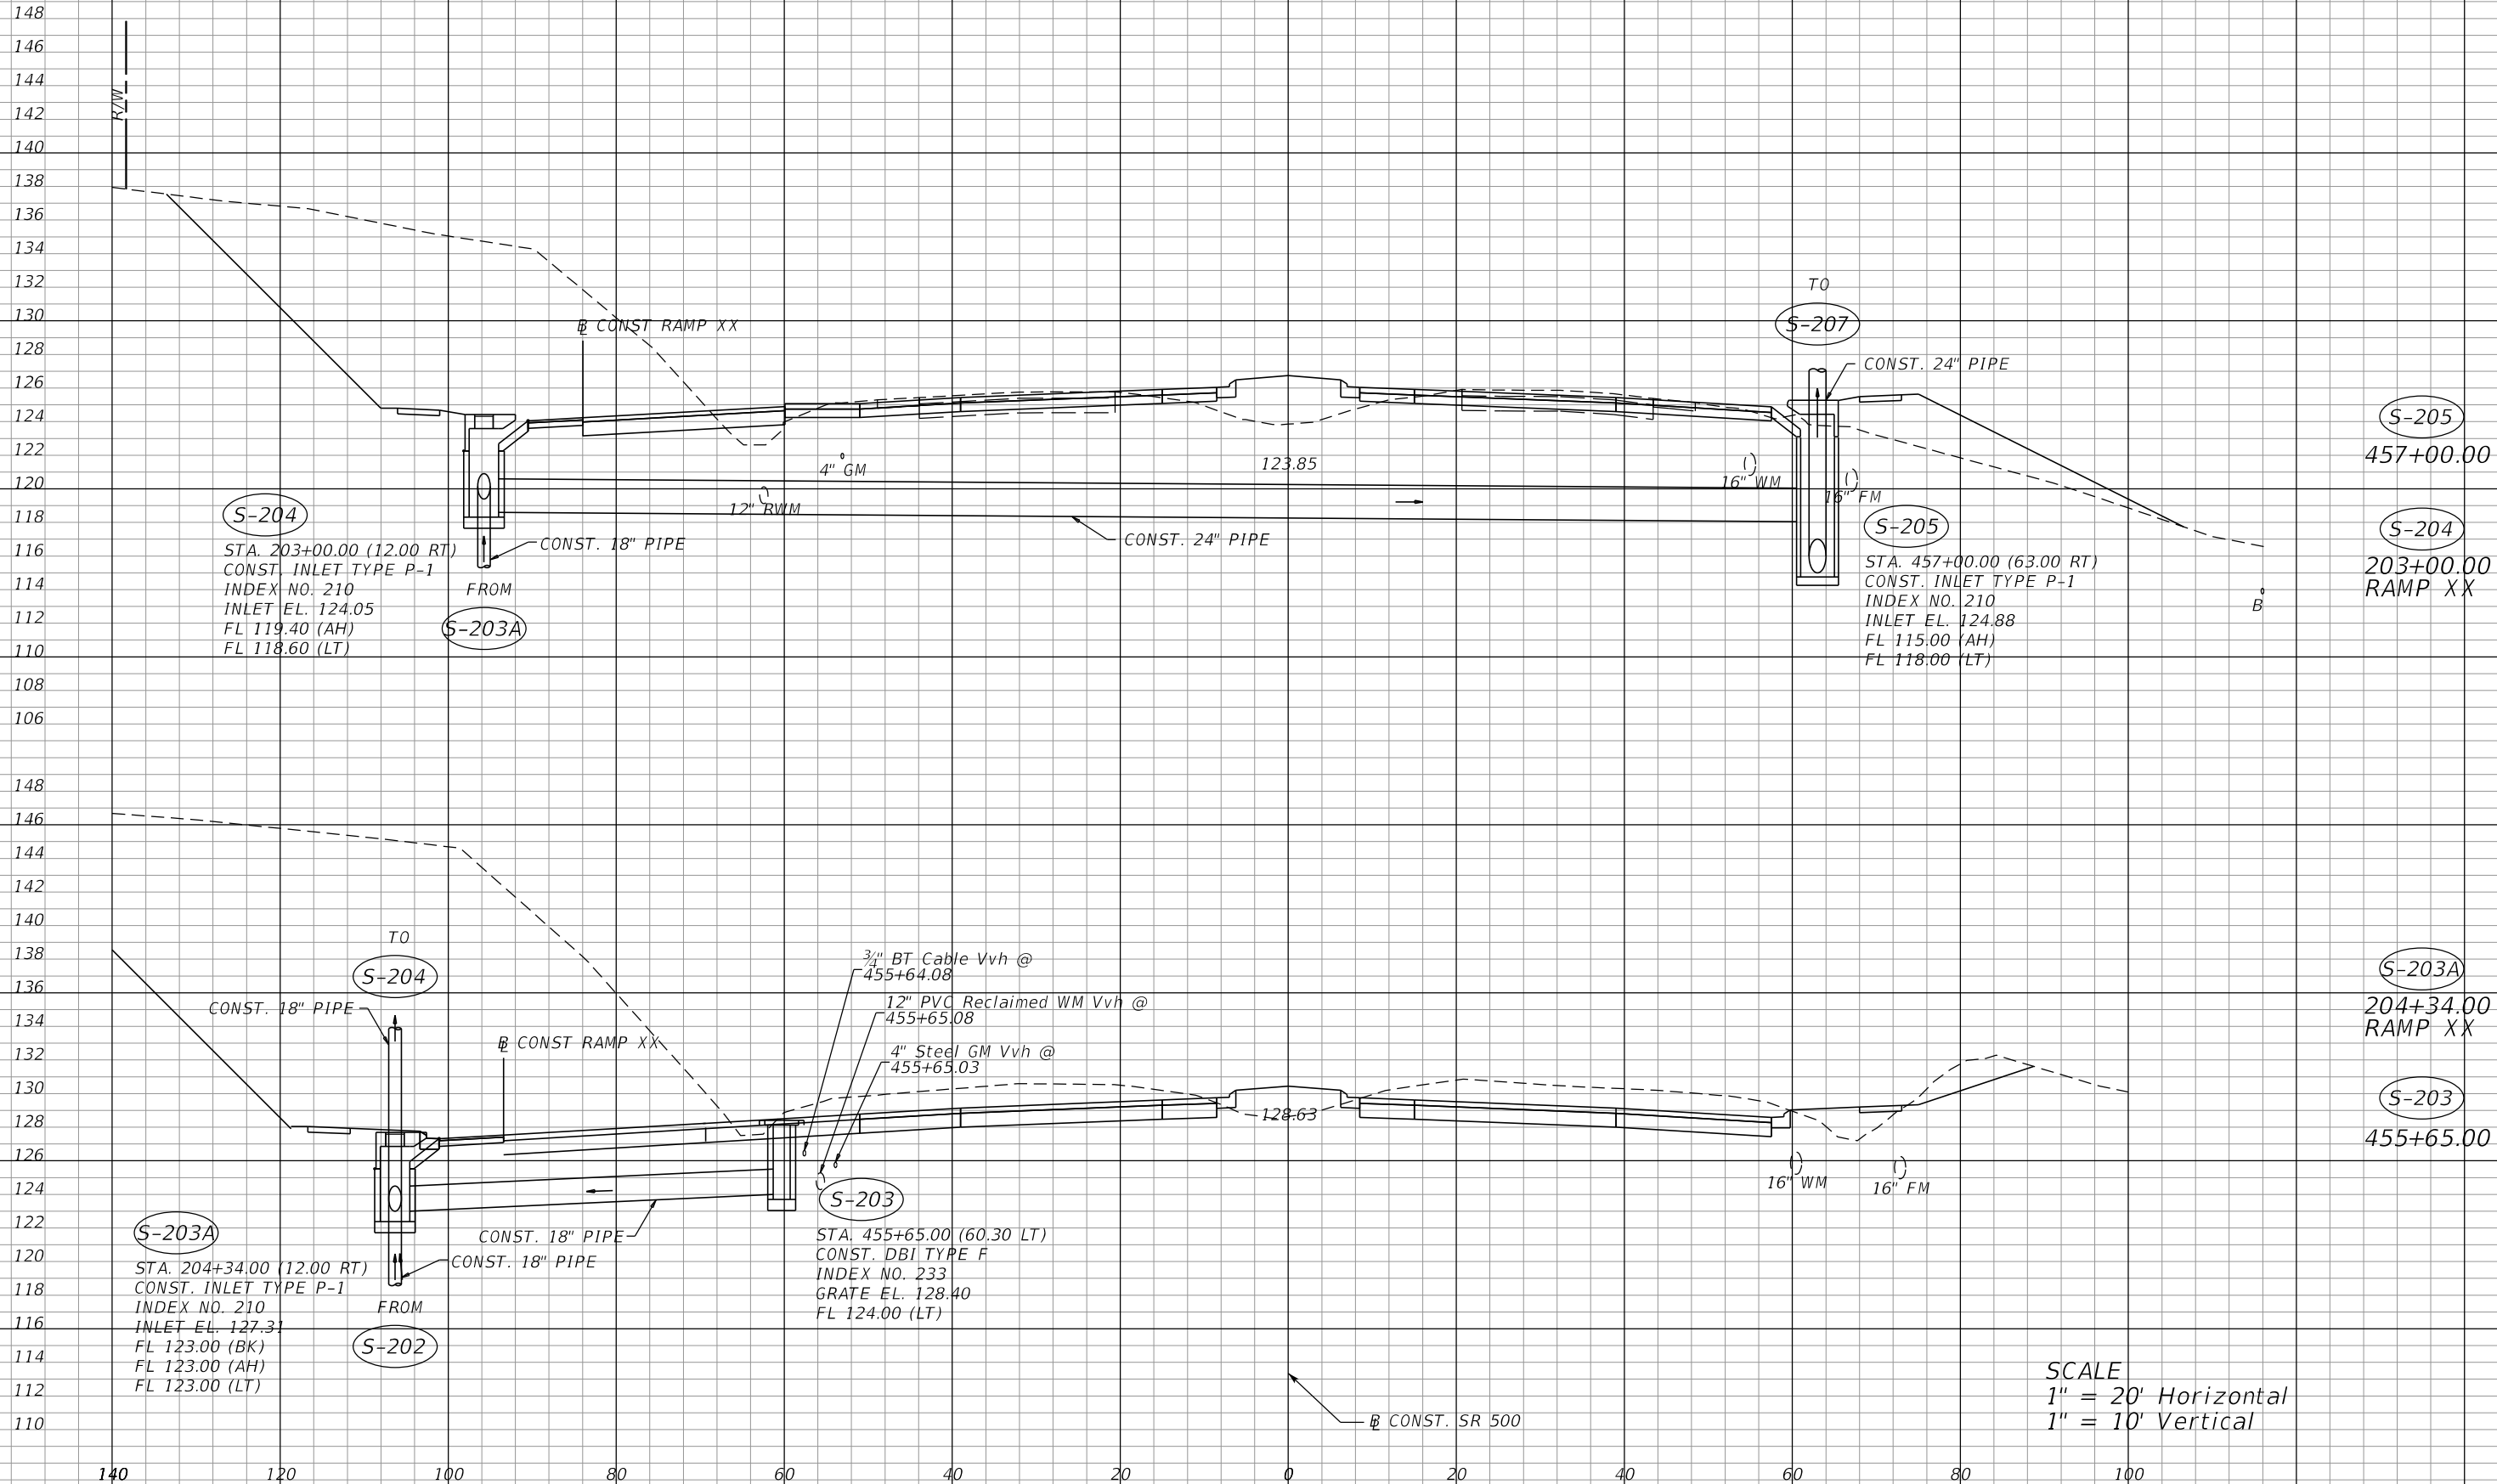 148
146
144
142
140
138
136
134
132
130
128
126
124
122
120
118
116
114
112
110
108
106
R/W
BL CONST RAMP XX
4" GM
12" RWM
123.85
TO
S-207
CONST. 24" PIPE
16" WM
16" FM
S-204
STA. 203+00.00 (12.00 RT)
CONST. INLET TYPE P-1
INDEX NO. 210
INLET EL. 124.05
FL 119.40 (AH)
FL 118.60 (LT)
CONST. 18" PIPE
FROM
S-203A
CONST. 24" PIPE
S-205
STA. 457+00.00 (63.00 RT)
CONST. INLET TYPE P-1
INDEX NO. 210
INLET EL. 124.88
FL 115.00 (AH)
FL 118.00 (LT)
B
S-205
457+00.00
S-204
203+00.00
RAMP XX
148
146
144
142
140
138
136
134
132
130
128
126
124
122
120
118
116
114
112
110
TO
S-204
CONST. 18" PIPE
BL CONST RAMP XX
3/4" BT Cable Vvh @
455+64.08
12" PVC Reclaimed WM Vvh @
455+65.08
4" Steel GM Vvh @
455+65.03
128.63
16" WM
16" FM
S-203A
STA. 204+34.00 (12.00 RT)
CONST. INLET TYPE P-1
INDEX NO. 210
INLET EL. 127.31
FL 123.00 (BK)
FL 123.00 (AH)
FL 123.00 (LT)
CONST. 18" PIPE
CONST. 18" PIPE
FROM
S-202
S-203
STA. 455+65.00 (60.30 LT)
CONST. DBI TYPE F
INDEX NO. 233
GRATE EL. 128.40
FL 124.00 (LT)
S-203A
204+34.00
RAMP XX
S-203
455+65.00
BL CONST. SR 500
SCALE
1" = 20' Horizontal
1" = 10' Vertical
140 120 100 80 60 40 20 0 20 40 60 80 100